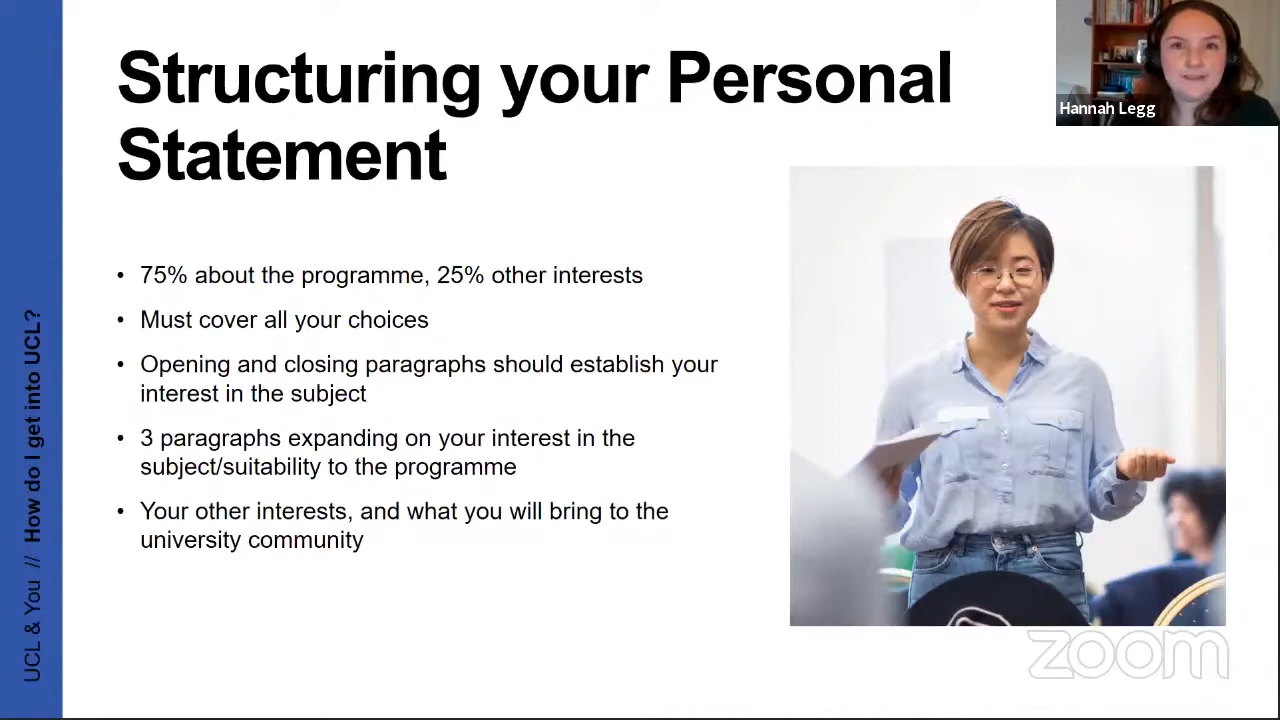 Structuring your Personal
Statement
Hannah Legg
• 75% about the programme, 25% other interests
• Must cover all your choices
• Opening and closing paragraphs should establish your
interest in the subject
• 3 paragraphs expanding on your interest in the
subject/suitability to the programme
• Your other interests, and what you will bring to the
university community
UCL & You // How do I get into UCL?
zoom